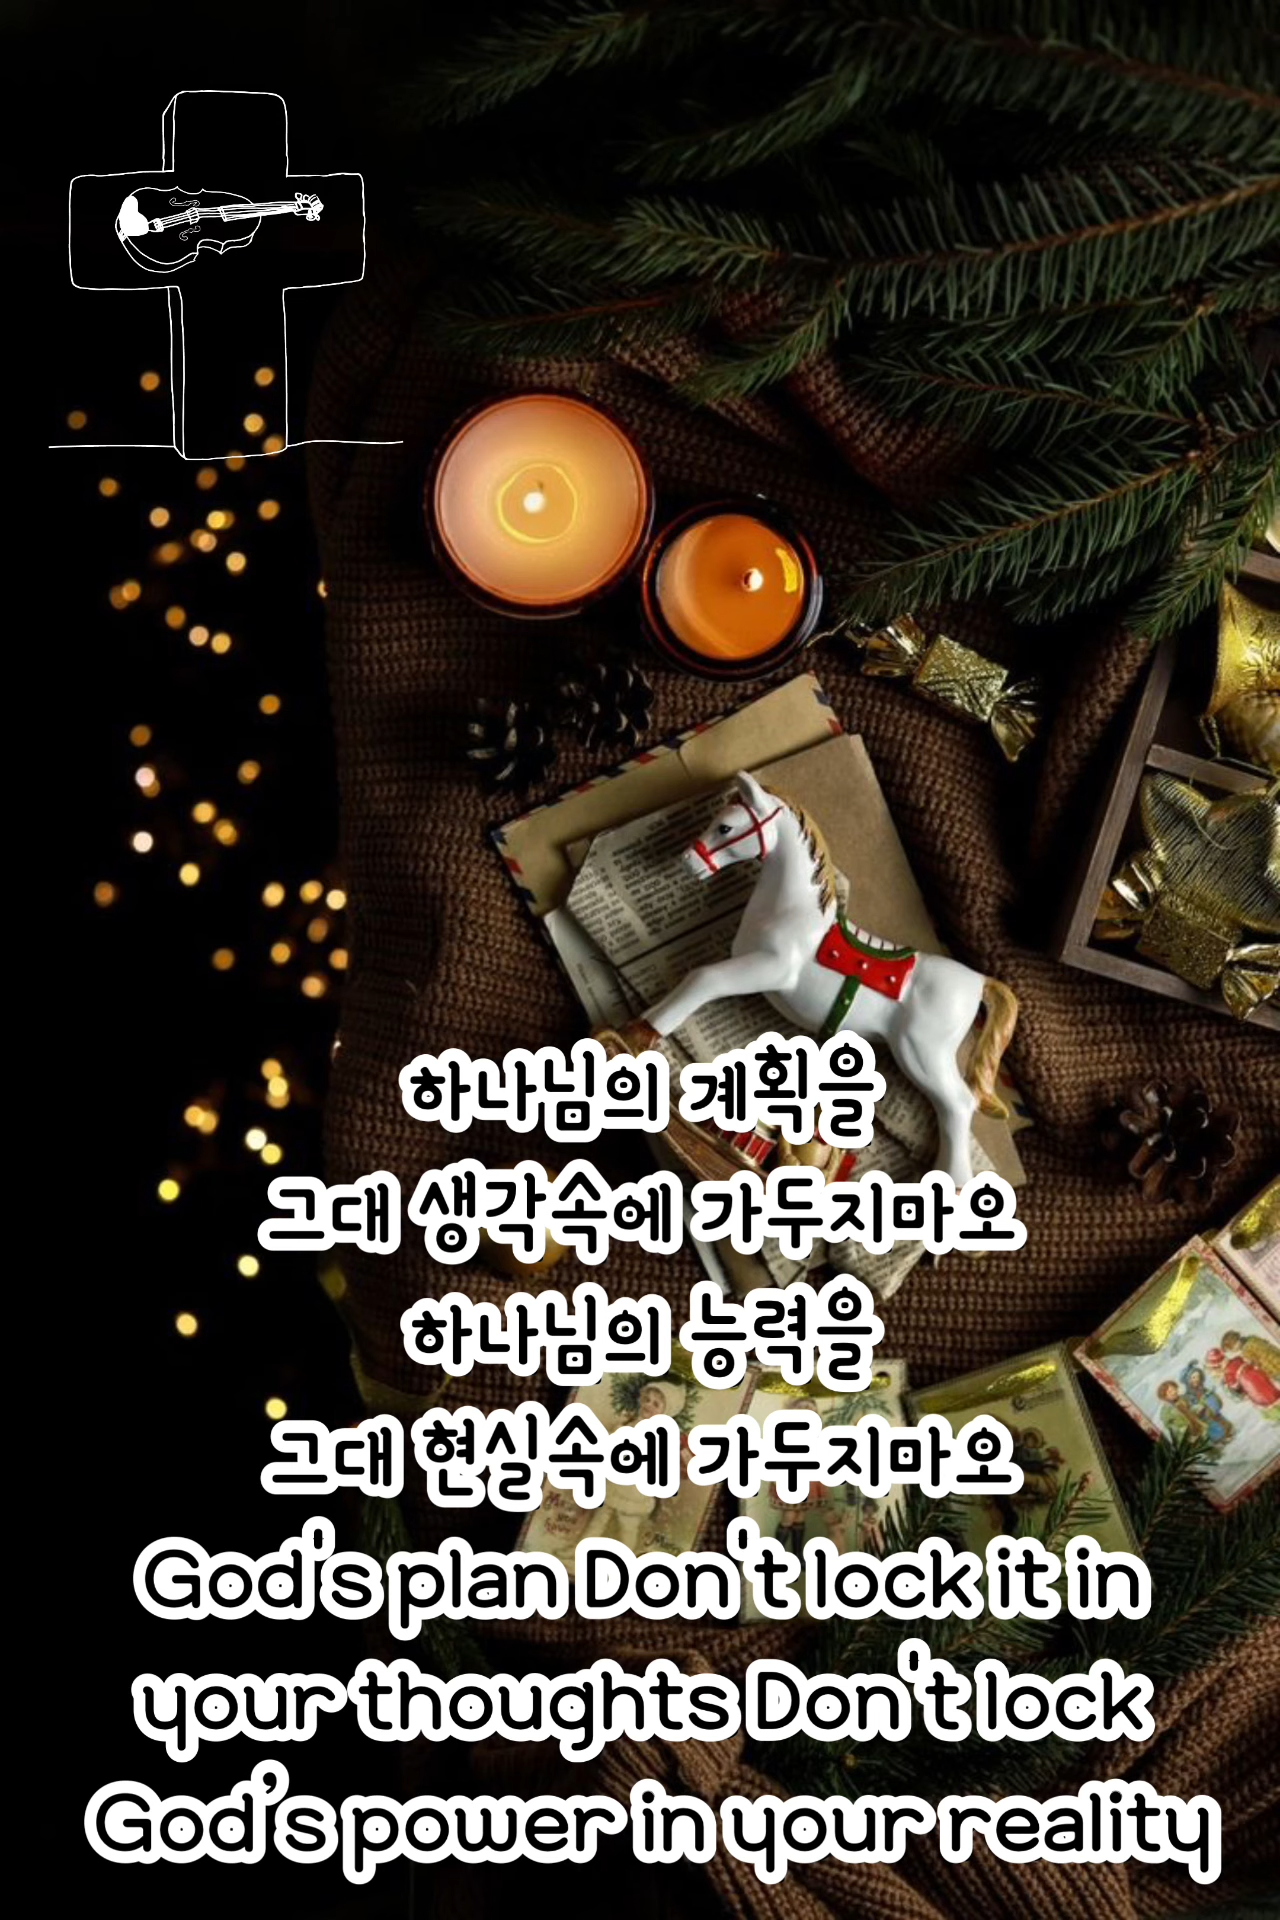 하나님의 계획을
그대 생각속에 가두지마오
하나님의 능력을
그대 현실속에 가두지마오
God's plan Don't lock it in
your thoughts Don't lock
God’s power in your reality